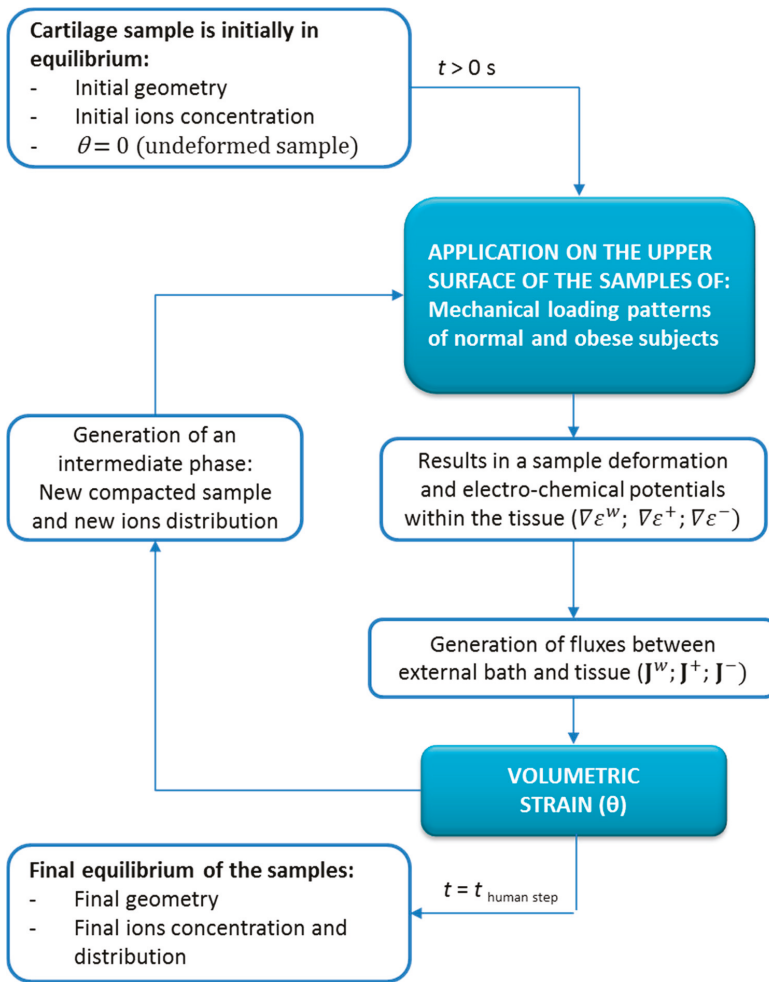 Cartilage sample is initially in
equilibrium:
- Initial geometry
- Initial ions concentration
- θ = 0 (undeformed sample)
t > 0 s
APPLICATION ON THE UPPER
SURFACE OF THE SAMPLES OF:
Mechanical loading patterns
of normal and obese subjects
Generation of an
intermediate phase:
New compacted sample
and new ions distribution
Results in a sample deformation
and electro-chemical potentials
within the tissue (∇ε^w; ∇ε^+; ∇ε^−)
Generation of fluxes between
external bath and tissue (J^w; J^+; J^−)
VOLUMETRIC
STRAIN (θ)
Final equilibrium of the samples:
- Final geometry
- Final ions concentration and
distribution
t = t human step